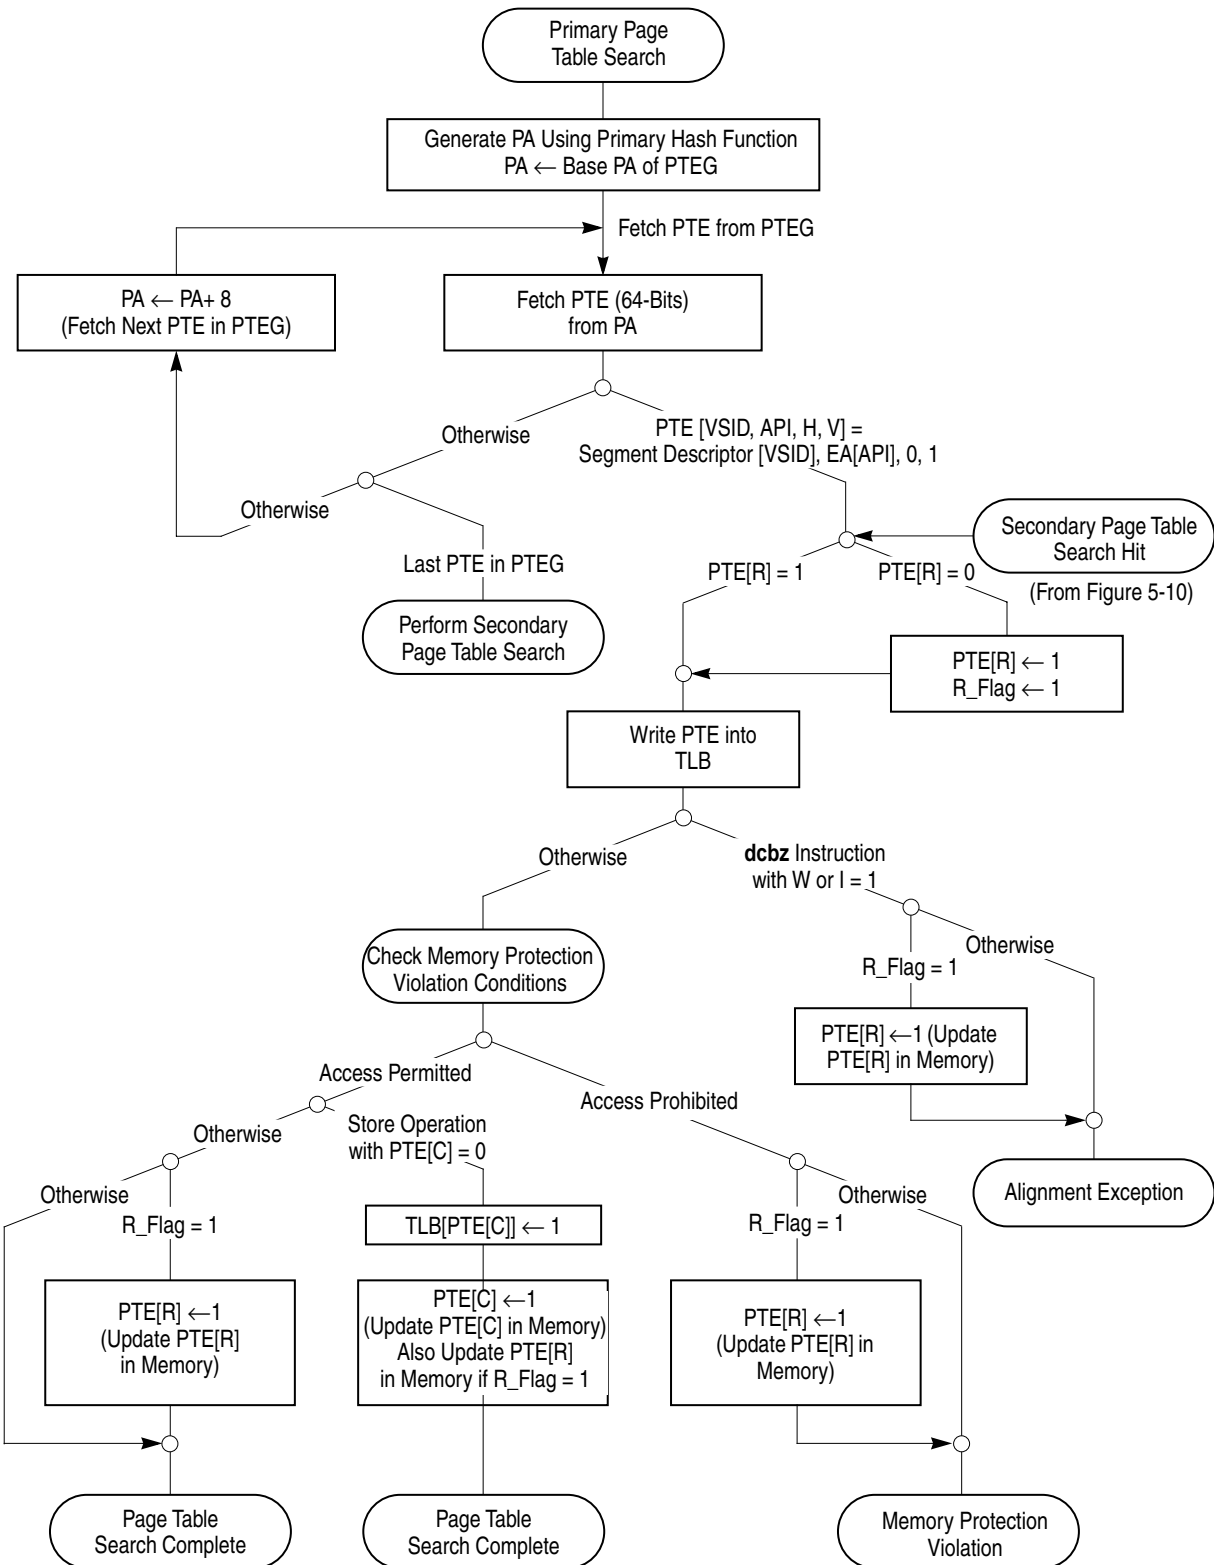 Primary Page
Table Search
Generate PA Using Primary Hash Function
PA ← Base PA of PTEG
Fetch PTE from PTEG
PA ← PA+ 8
(Fetch Next PTE in PTEG)
Fetch PTE (64-Bits)
from PA
Otherwise
PTE [VSID, API, H, V] =
Segment Descriptor [VSID], EA[API], 0, 1
Otherwise
Last PTE in PTEG
Perform Secondary
Page Table Search
Secondary Page Table
Search Hit
(From Figure 5-10)
PTE[R] = 1
PTE[R] = 0
PTE[R] ← 1
R_Flag ← 1
Write PTE into
TLB
Otherwise
dcbz Instruction
with W or I = 1
Check Memory Protection
Violation Conditions
R_Flag = 1
Otherwise
PTE[R] ←1 (Update
PTE[R] in Memory)
Alignment Exception
Access Permitted
Access Prohibited
Otherwise
Store Operation
with PTE[C] = 0
Otherwise
R_Flag = 1
TLB[PTE[C]] ← 1
R_Flag = 1
Otherwise
PTE[R] ←1
(Update PTE[R]
in Memory)
PTE[C] ←1
(Update PTE[C] in Memory)
Also Update PTE[R]
in Memory if R_Flag = 1
PTE[R] ←1
(Update PTE[R] in
Memory)
Page Table
Search Complete
Page Table
Search Complete
Memory Protection
Violation